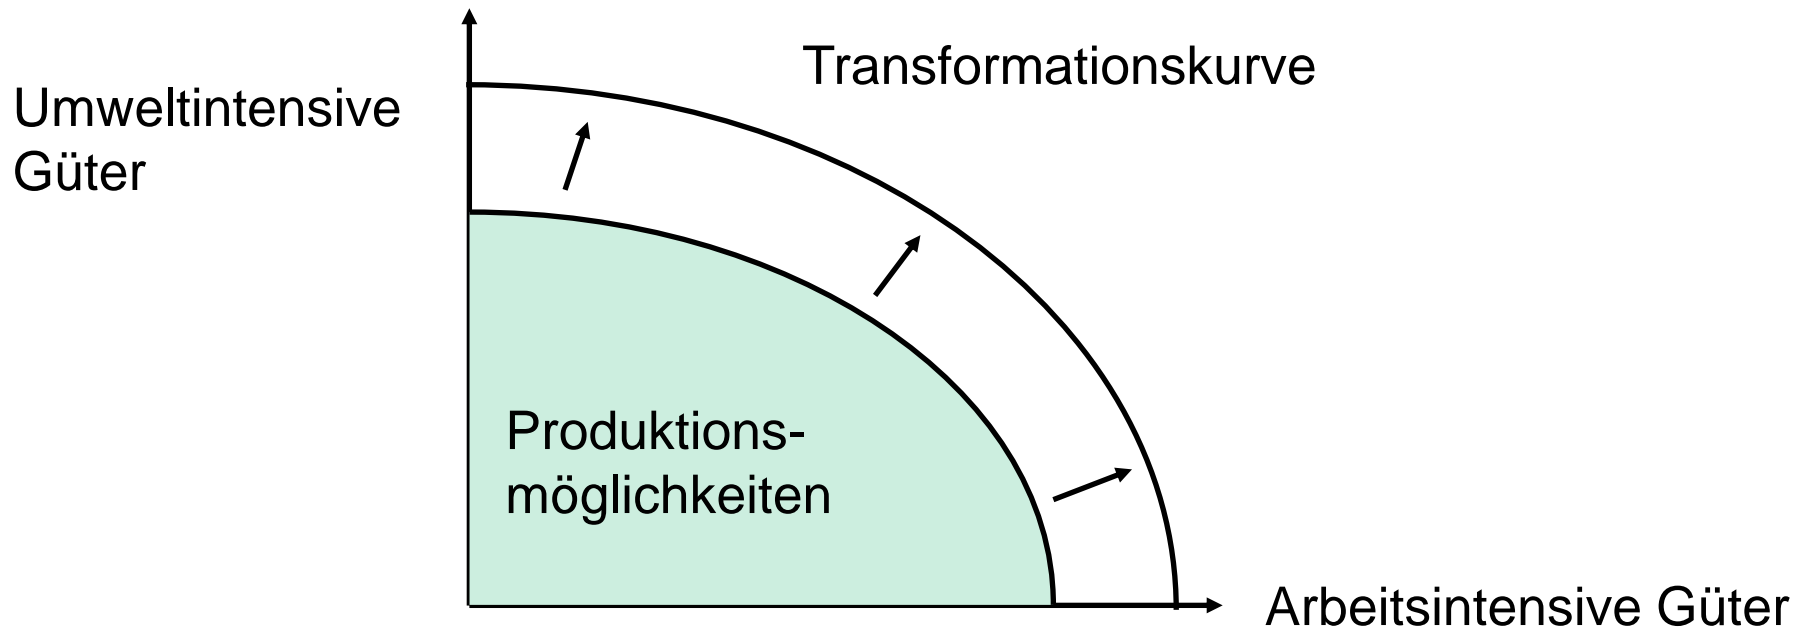 Transformationskurve
Umweltintensive
Güter
Produktions-
möglichkeiten
Arbeitsintensive Güter